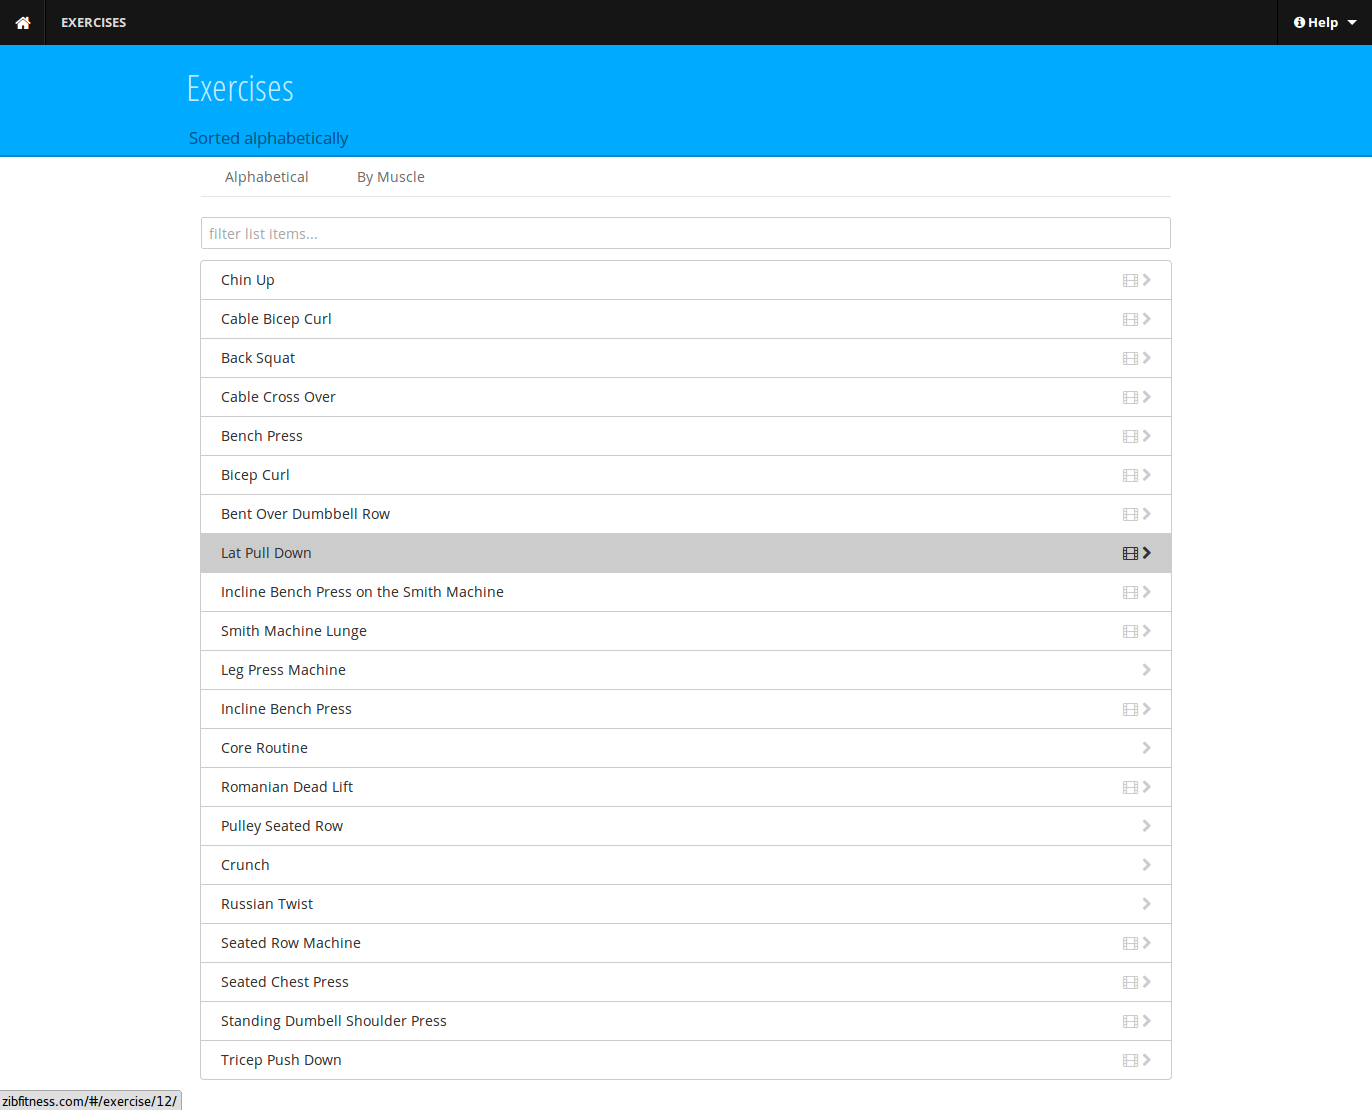 EXERCISES
Help
Exercises
Sorted alphabetically
Alphabetical By Muscle
filter list items...
Chin Up
Cable Bicep Curl
Back Squat
Cable Cross Over
Bench Press
Bicep Curl
Bent Over Dumbbell Row
Lat Pull Down
Incline Bench Press on the Smith Machine
Smith Machine Lunge
Leg Press Machine
Incline Bench Press
Core Routine
Romanian Dead Lift
Pulley Seated Row
Crunch
Russian Twist
Seated Row Machine
Seated Chest Press
Standing Dumbell Shoulder Press
Tricep Push Down
zibfitness.com/#/exercise/12/